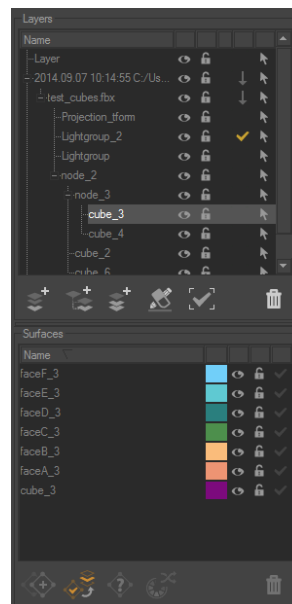 Layers
Name
Layer
2014.09.07 10:14:55 C:/Us...
test_cubes.fbx
Projection_tform
Lightgroup_2
Lightgroup
node_2
node_3
cube_3
cube_4
cube_2
cube_6
Surfaces
Name
faceF_3
faceE_3
faceD_3
faceC_3
faceB_3
faceA_3
cube_3